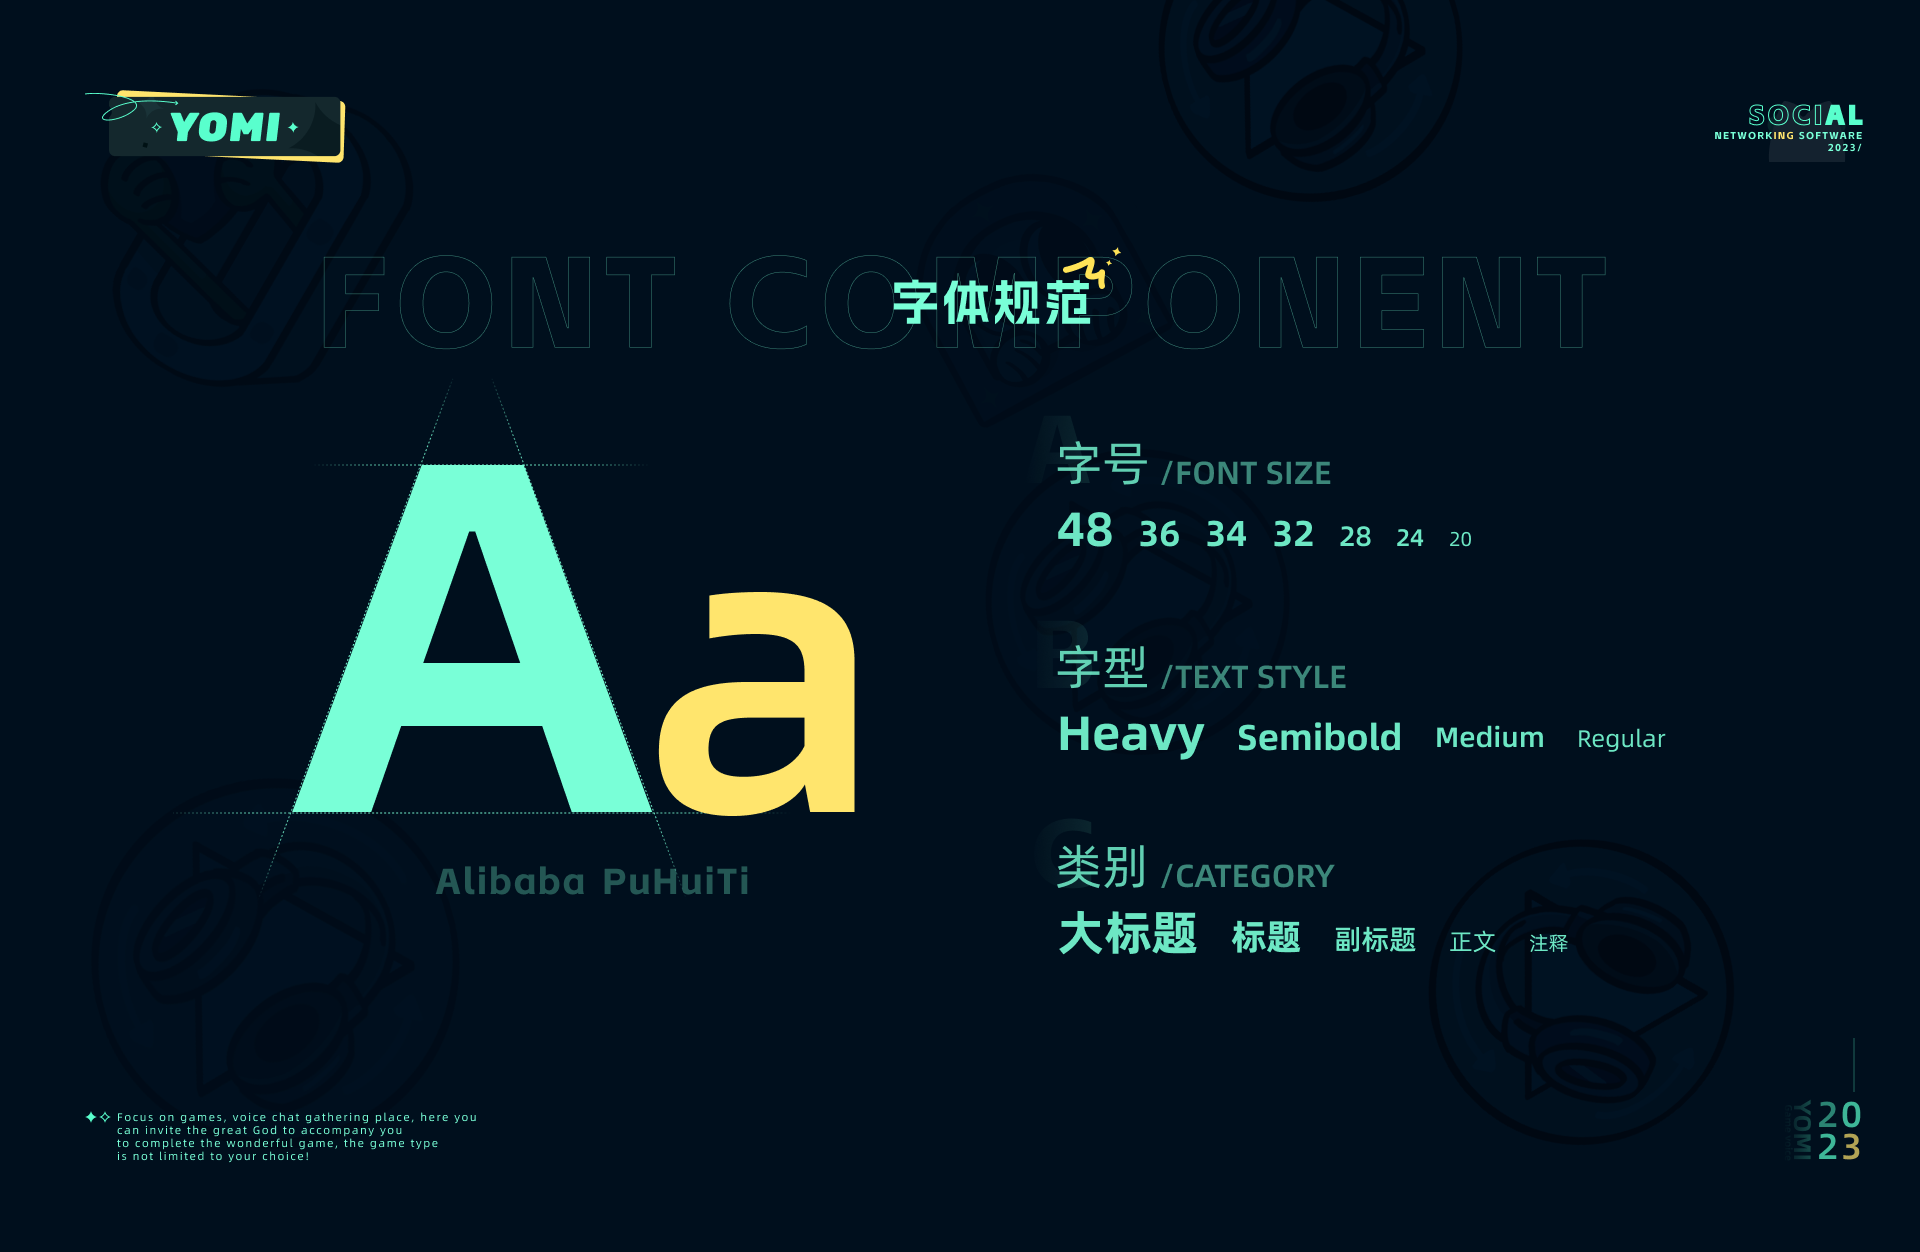 YOMI
SOCIAL
NETWORKING SOFTWARE
2023/
FONT COMPONENT
字体规范
Aa
Alibaba PuHuiTi
A
字号 /FONT SIZE
48 36 34 32 28 24 20
B
字型 /TEXT STYLE
Heavy Semibold Medium Regular
C
类别 /CATEGORY
大标题 标题 副标题 正文 注释
Focus on games, voice chat gathering place, here you
can invite the great God to accompany you
to complete the wonderful game, the game type
is not limited to your choice!
YOMI
20
23